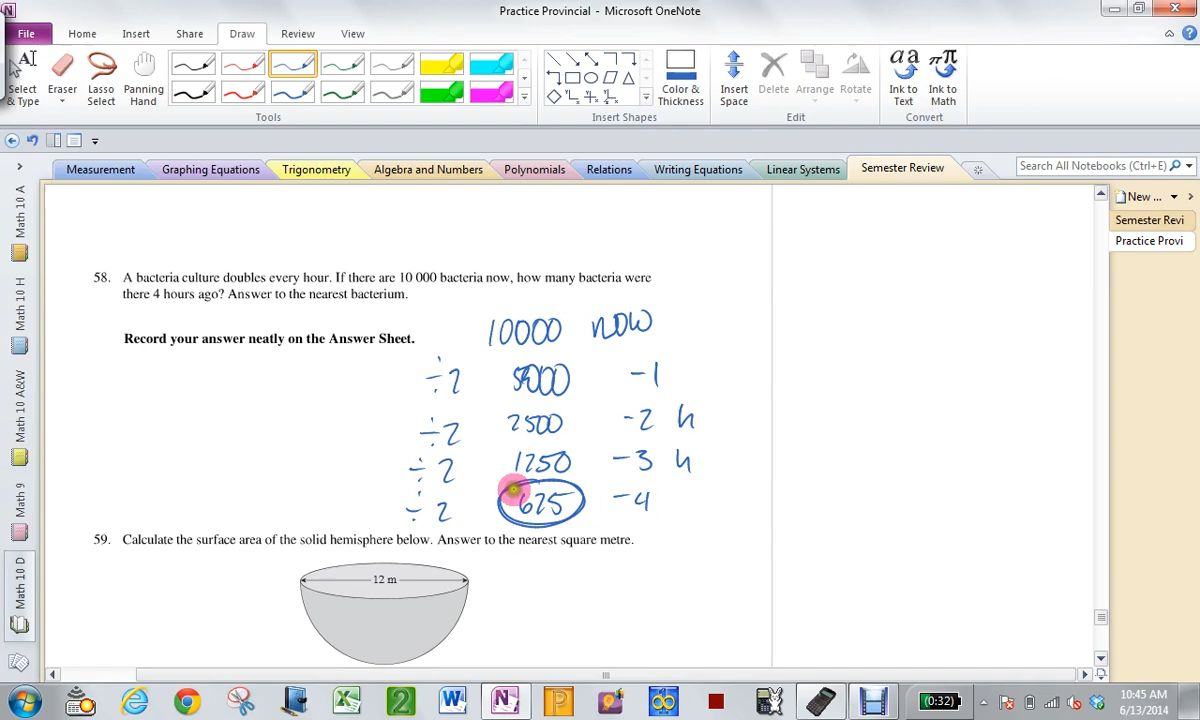 Practice Provincial - Microsoft OneNote
File Home Insert Share Draw Review View
Select & Type
Eraser
Lasso Select
Panning Hand
Tools
Insert Shapes
Color & Thickness
Insert Space
Delete
Arrange
Rotate
Edit
Ink to Text
Ink to Math
Convert
Measurement Graphing Equations Trigonometry Algebra and Numbers Polynomials Relations Writing Equations Linear Systems Semester Review
Search All Notebooks (Ctrl+E)
New ...
Semester Revi
Practice Provi
Math 10 A
Math 10 H
Math 10 A&W
Math 9
Math 10 D
58. A bacteria culture doubles every hour. If there are 10 000 bacteria now, how many bacteria were
there 4 hours ago? Answer to the nearest bacterium.
Record your answer neatly on the Answer Sheet.
10000 now
÷2 5000 -1
÷2 2500 -2 h
÷2 1250 -3 h
÷2 625 -4
59. Calculate the surface area of the solid hemisphere below. Answer to the nearest square metre.
12 m
(0:32)
10:45 AM
6/13/2014